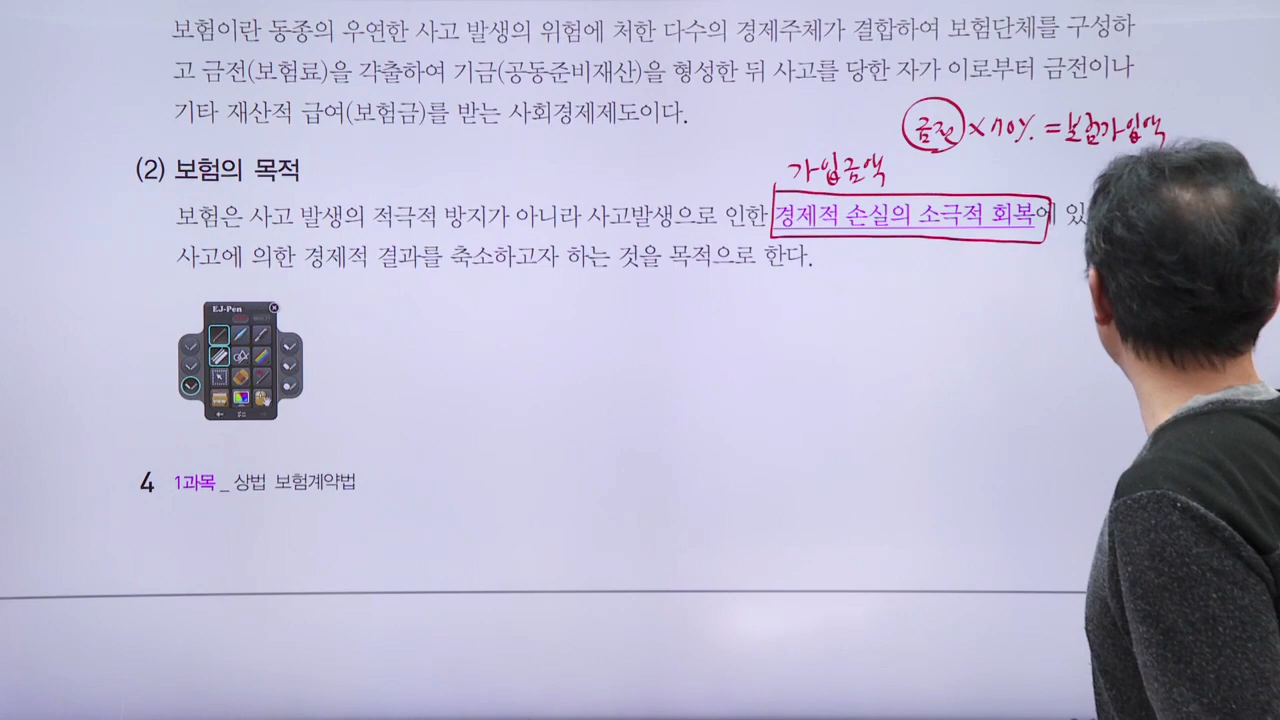 보험이란 동종의 우연한 사고 발생의 위험에 처한 다수의 경제주체가 결합하여 보험단체를 구성하
고 금전(보험료)을 갹출하여 기금(공동준비재산)을 형성한 뒤 사고를 당한 자가 이로부터 금전이나
기타 재산적 급여(보험금)를 받는 사회경제제도이다.
금전 × 70% = 보험가입액
(2) 보험의 목적
가입금액
보험은 사고 발생의 적극적 방지가 아니라 사고발생으로 인한 경제적 손실의 소극적 회복에 있
사고에 의한 경제적 결과를 축소하고자 하는 것을 목적으로 한다.
EJ-Pen
4 1과목 _ 상법 보험계약법